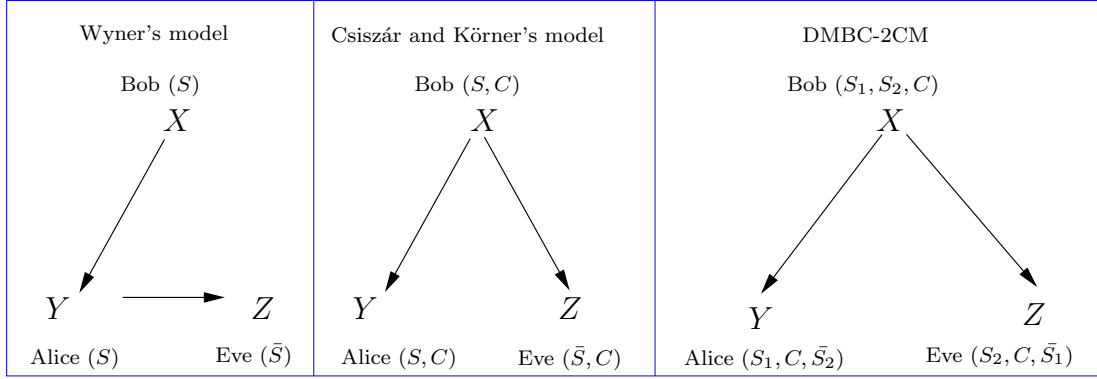 Wyner's model
Bob (S)
X
Y
Z
Alice (S)
Eve (S̄)
Csiszár and Körner's model
Bob (S, C)
X
Y
Z
Alice (S, C)
Eve (S̄, C)
DMBC-2CM
Bob (S₁, S₂, C)
X
Y
Z
Alice (S₁, C, S̄₂)
Eve (S₂, C, S̄₁)